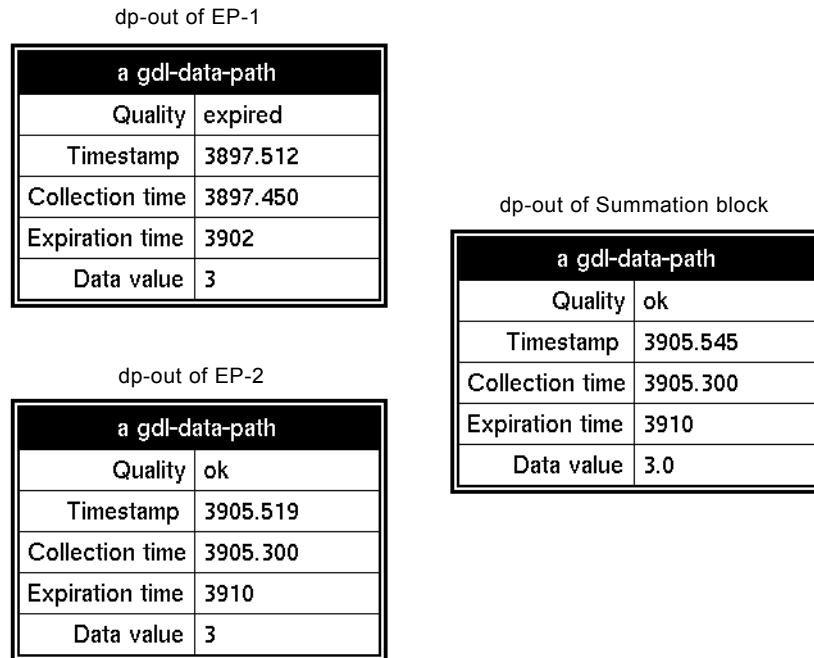 dp-out of EP-1
a gdl-data-path
Quality expired
Timestamp 3897.512
Collection time 3897.450
Expiration time 3902
Data value 3
dp-out of EP-2
a gdl-data-path
Quality ok
Timestamp 3905.519
Collection time 3905.300
Expiration time 3910
Data value 3
dp-out of Summation block
a gdl-data-path
Quality ok
Timestamp 3905.545
Collection time 3905.300
Expiration time 3910
Data value 3.0